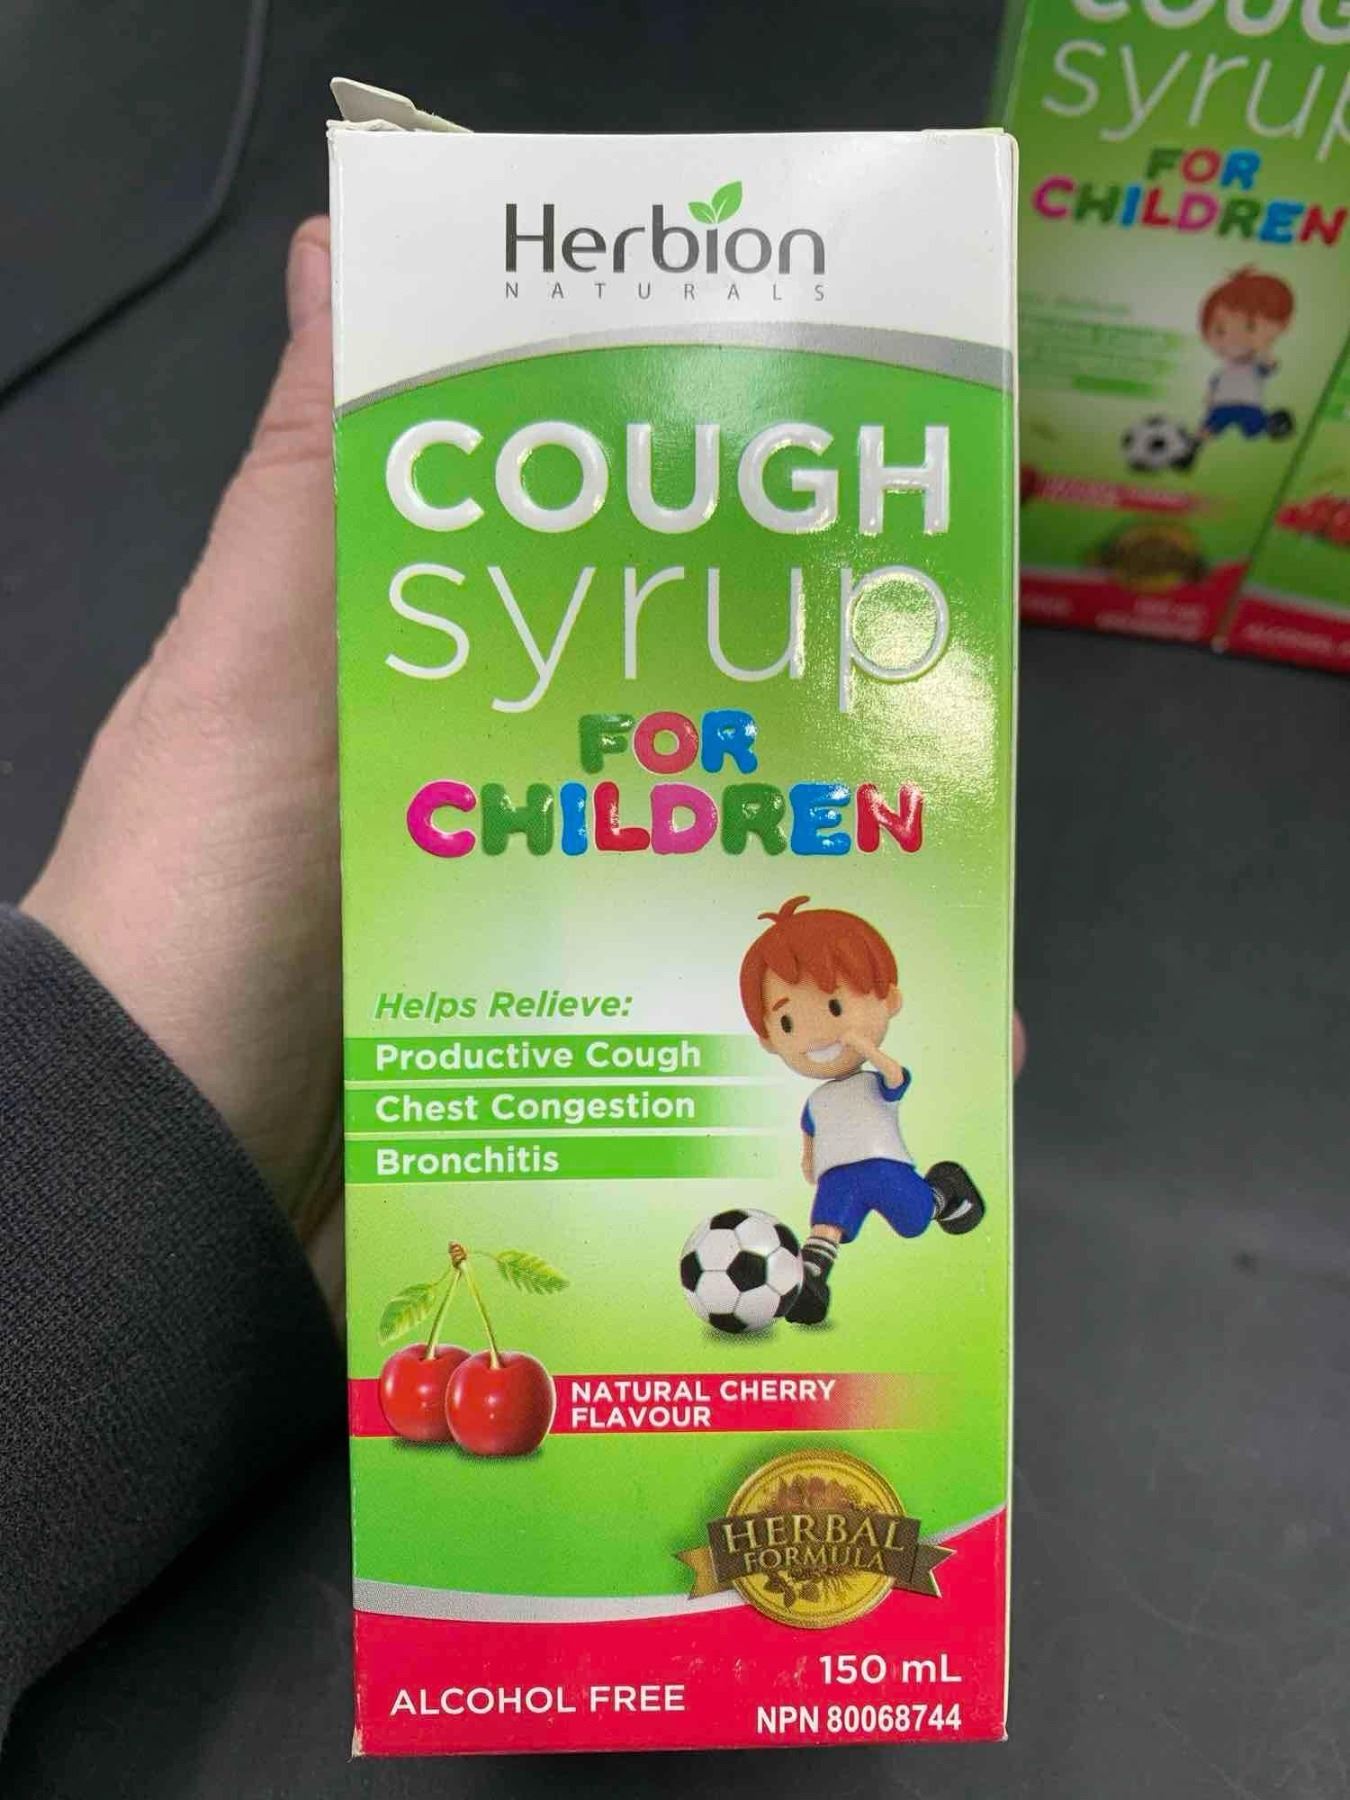 Herbion
NATURALS
COUGH
syrup
FOR
CHILDREN
Helps Relieve:
Productive Cough
Chest Congestion
Bronchitis
NATURAL CHERRY
FLAVOUR
HERBAL
FORMULA
ALCOHOL FREE
150 mL
NPN 80068744
COUG
syrup
FOR
CHILDREN